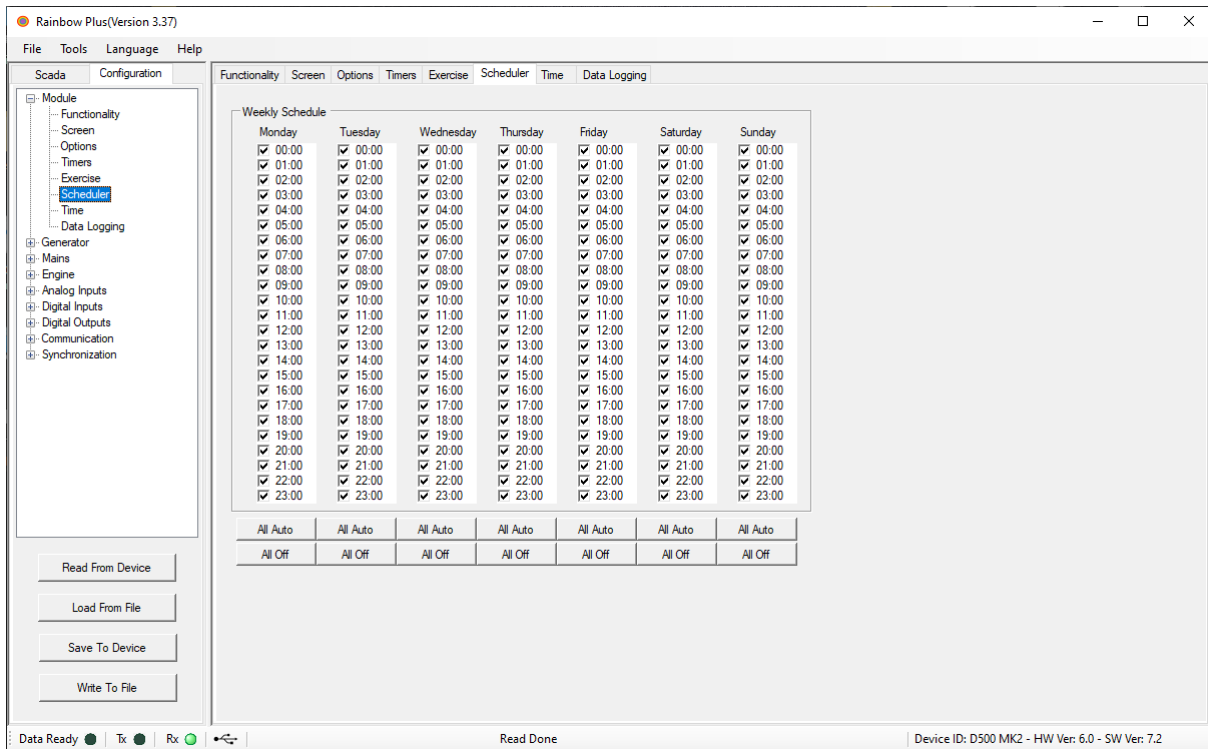 Rainbow Plus(Version 3.37)
File Tools Language Help
Scada Configuration
Module
Functionality
Screen
Options
Timers
Exercise
Scheduler
Time
Data Logging
Generator
Mains
Engine
Analog Inputs
Digital Inputs
Digital Outputs
Communication
Synchronization
Read From Device
Load From File
Save To Device
Write To File
Functionality Screen Options Timers Exercise Scheduler Time Data Logging
Weekly Schedule
Monday Tuesday Wednesday Thursday Friday Saturday Sunday
00:00 00:00 00:00 00:00 00:00 00:00 00:00
01:00 01:00 01:00 01:00 01:00 01:00 01:00
02:00 02:00 02:00 02:00 02:00 02:00 02:00
03:00 03:00 03:00 03:00 03:00 03:00 03:00
04:00 04:00 04:00 04:00 04:00 04:00 04:00
05:00 05:00 05:00 05:00 05:00 05:00 05:00
06:00 06:00 06:00 06:00 06:00 06:00 06:00
07:00 07:00 07:00 07:00 07:00 07:00 07:00
08:00 08:00 08:00 08:00 08:00 08:00 08:00
09:00 09:00 09:00 09:00 09:00 09:00 09:00
10:00 10:00 10:00 10:00 10:00 10:00 10:00
11:00 11:00 11:00 11:00 11:00 11:00 11:00
12:00 12:00 12:00 12:00 12:00 12:00 12:00
13:00 13:00 13:00 13:00 13:00 13:00 13:00
14:00 14:00 14:00 14:00 14:00 14:00 14:00
15:00 15:00 15:00 15:00 15:00 15:00 15:00
16:00 16:00 16:00 16:00 16:00 16:00 16:00
17:00 17:00 17:00 17:00 17:00 17:00 17:00
18:00 18:00 18:00 18:00 18:00 18:00 18:00
19:00 19:00 19:00 19:00 19:00 19:00 19:00
20:00 20:00 20:00 20:00 20:00 20:00 20:00
21:00 21:00 21:00 21:00 21:00 21:00 21:00
22:00 22:00 22:00 22:00 22:00 22:00 22:00
23:00 23:00 23:00 23:00 23:00 23:00 23:00
All Auto All Auto All Auto All Auto All Auto All Auto All Auto
All Off All Off All Off All Off All Off All Off All Off
Data Ready Tx Rx Read Done Device ID: D500 MK2 - HW Ver: 6.0 - SW Ver: 7.2